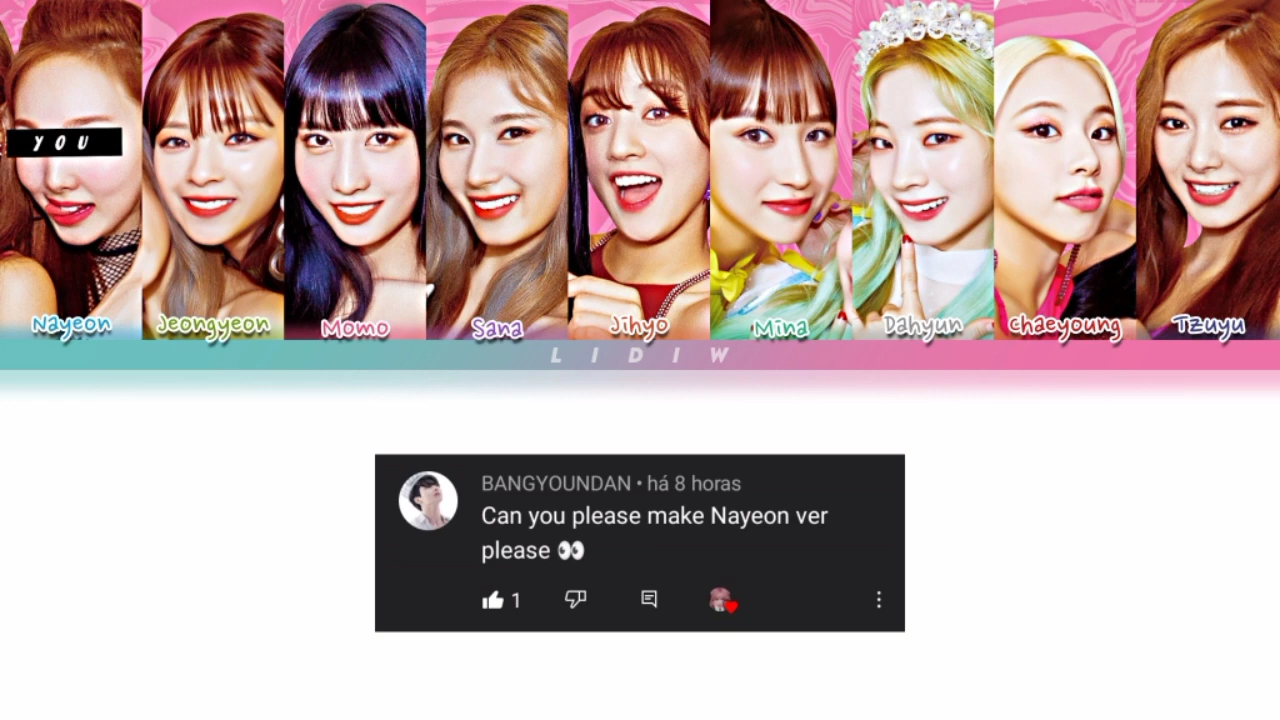 YOU
Nayeon
Jeongyeon
Momo
Sana
Jihyo
Mina
Dahyun
Chaeyoung
Tzuyu
LIDIW
BANGYOUNDAN • há 8 horas
Can you please make Nayeon ver
please 👀
1